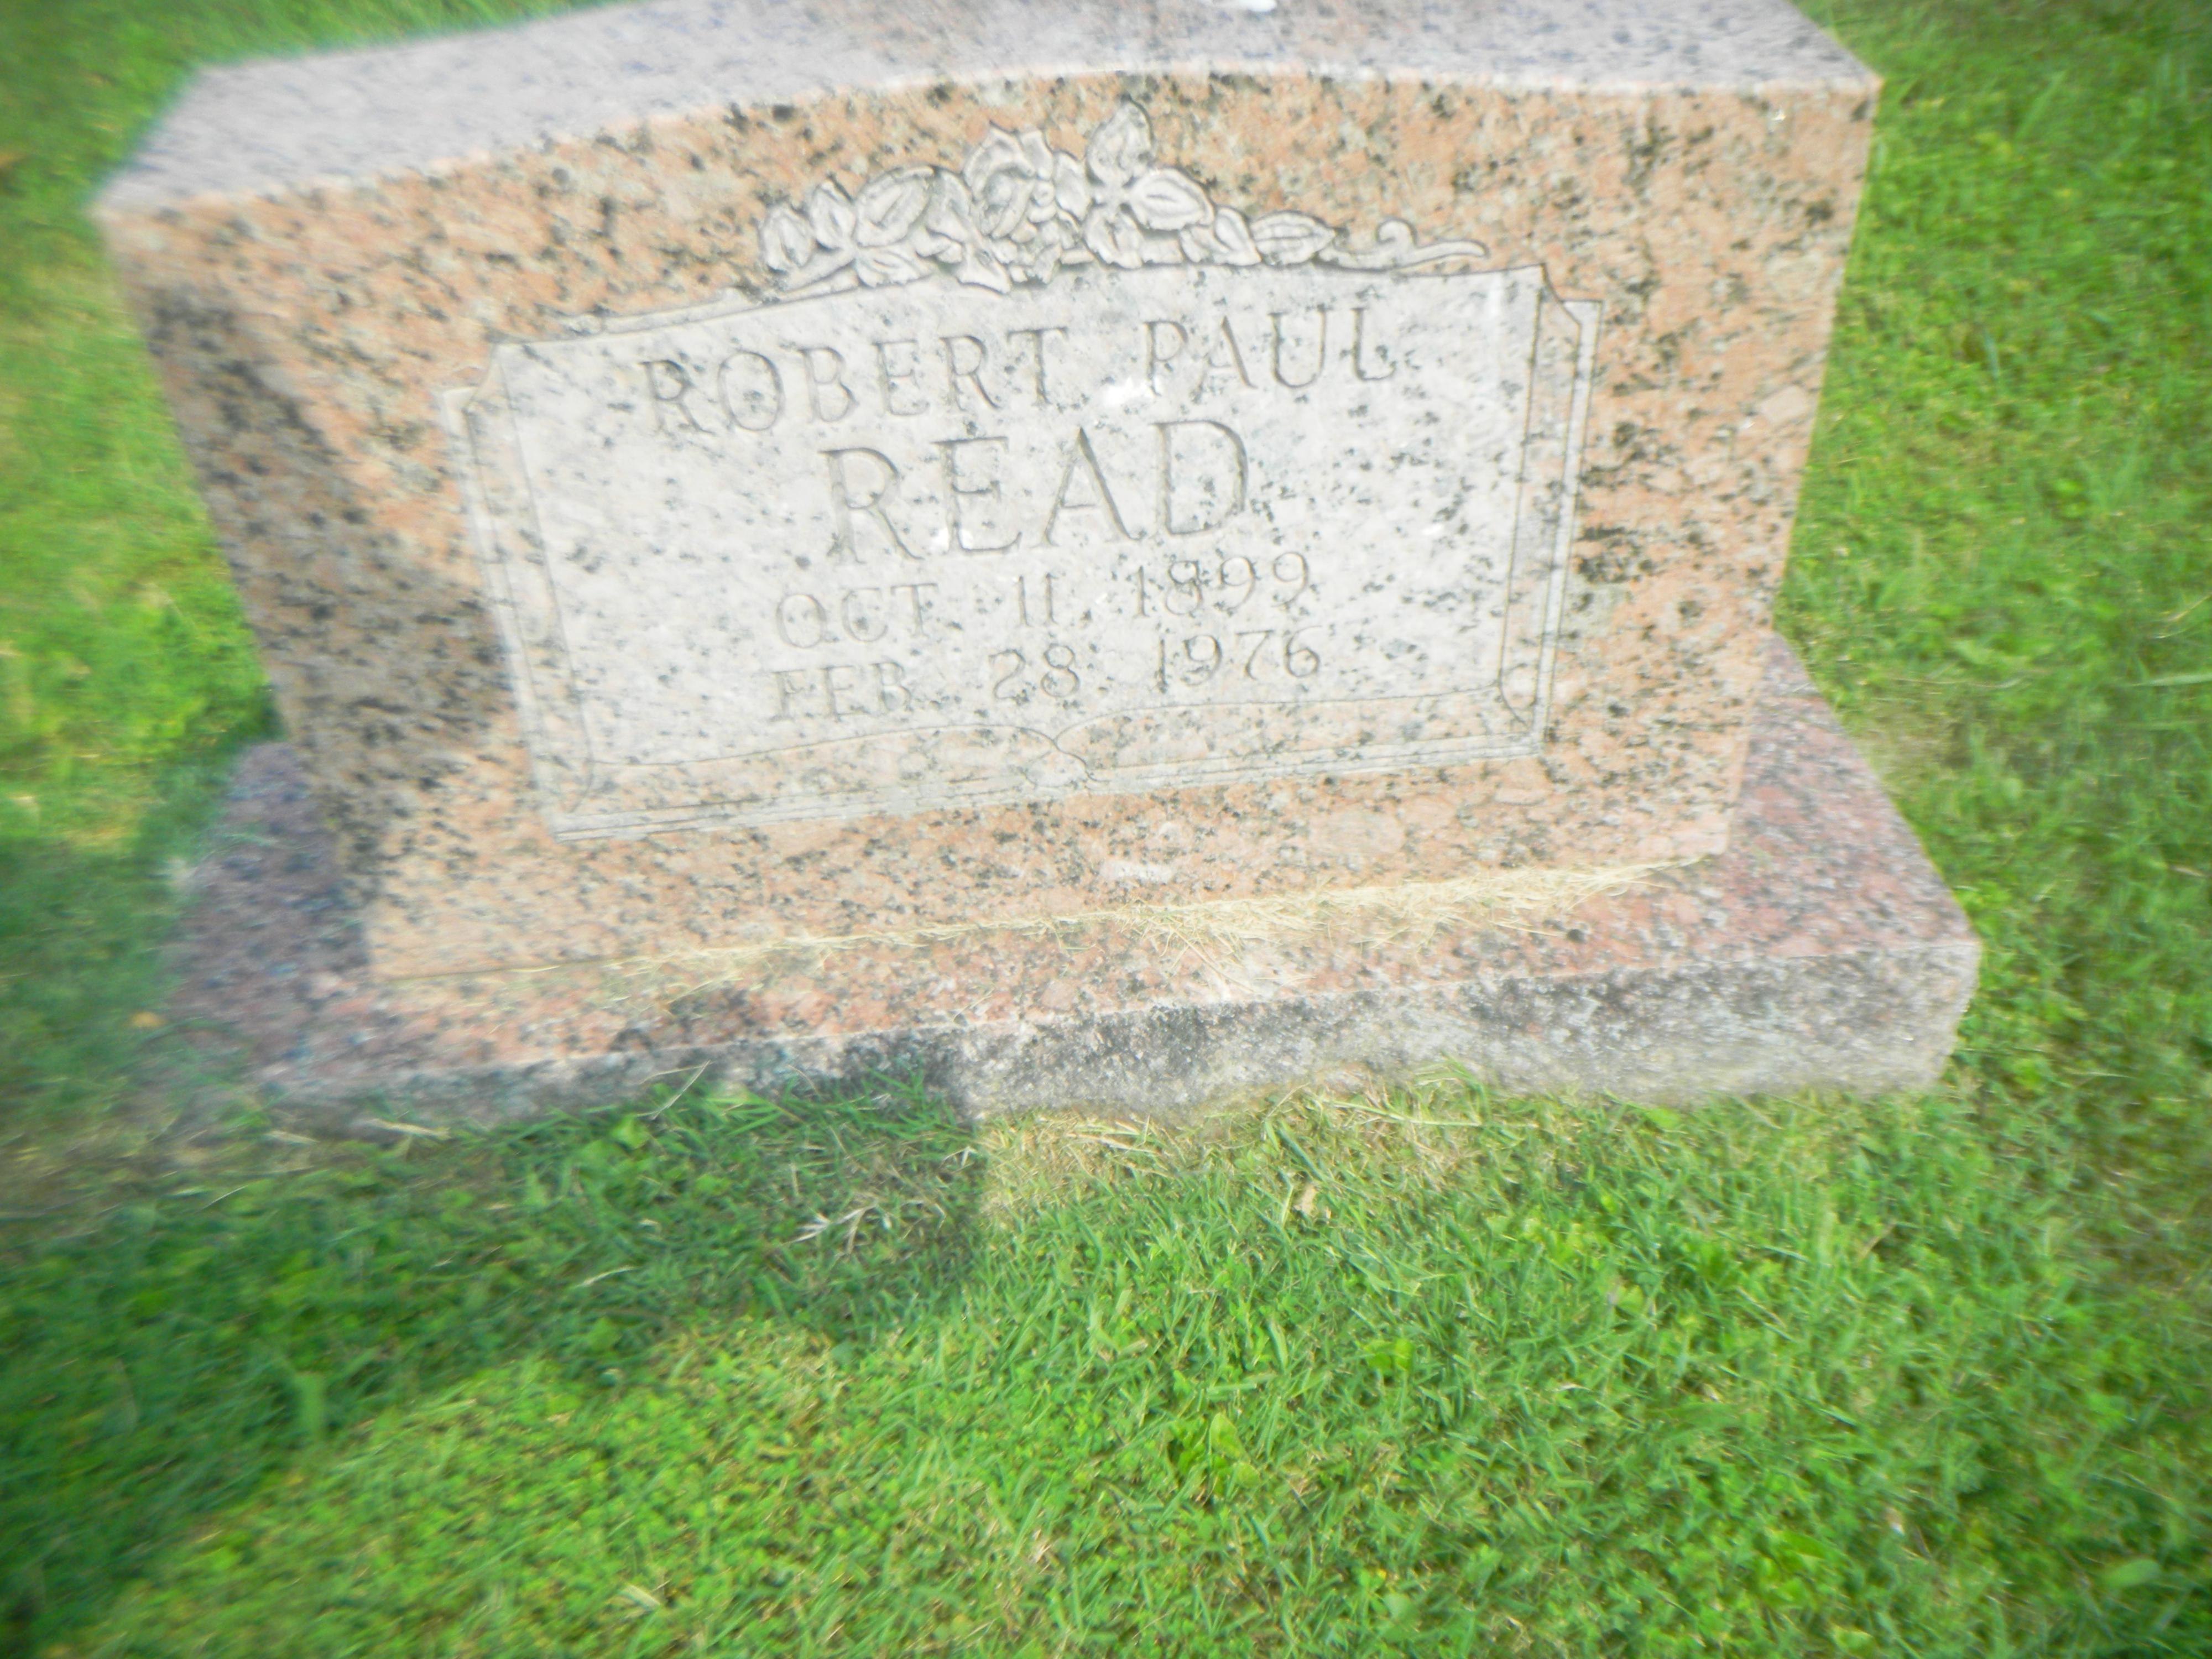 ROBERT PAUL
READ
OCT 11 1899
FEB 28 1976